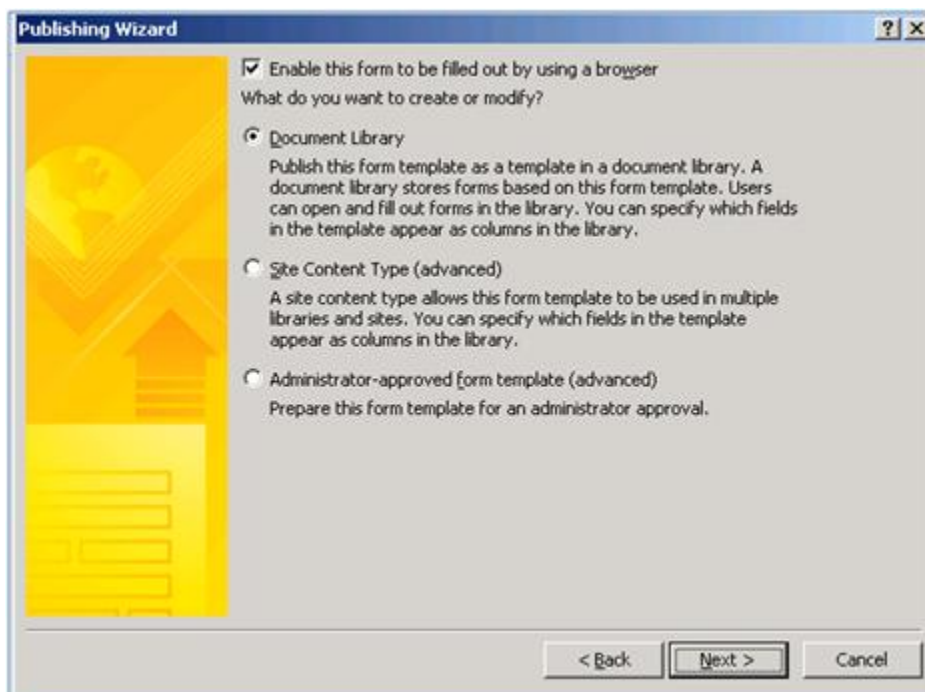 Publishing Wizard
Enable this form to be filled out by using a browser
What do you want to create or modify?
Document Library
Publish this form template as a template in a document library. A
document library stores forms based on this form template. Users
can open and fill out forms in the library. You can specify which fields
in the template appear as columns in the library.
Site Content Type (advanced)
A site content type allows this form template to be used in multiple
libraries and sites. You can specify which fields in the template
appear as columns in the library.
Administrator-approved form template (advanced)
Prepare this form template for an administrator approval.
< Back Next > Cancel